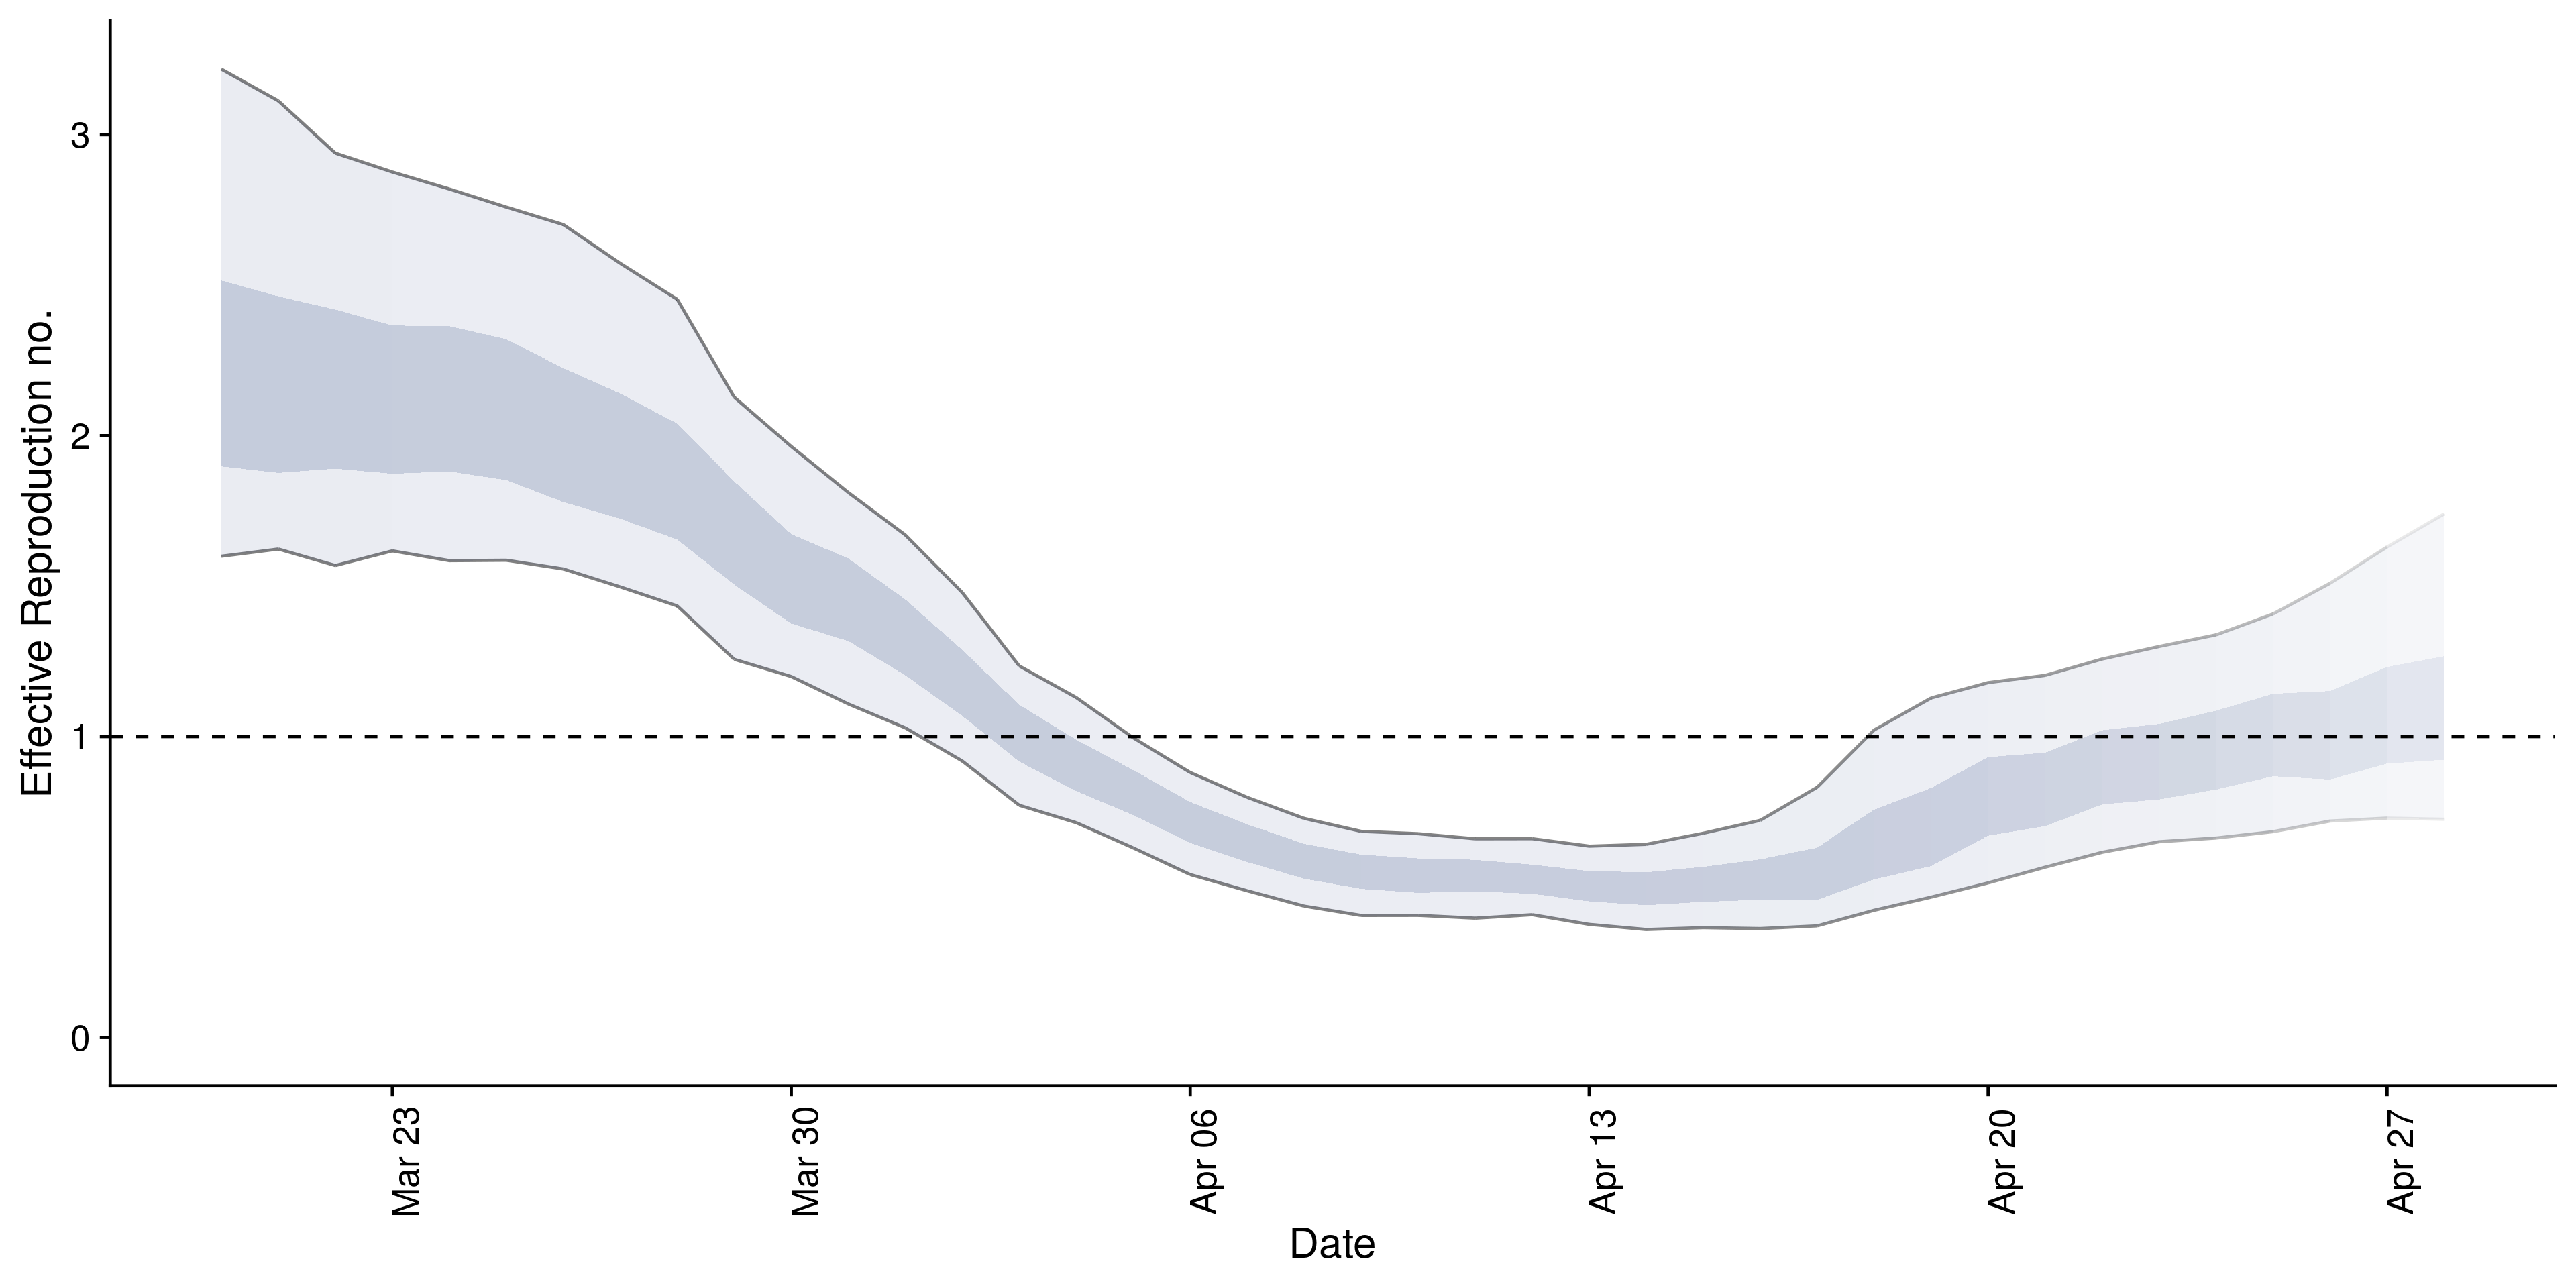 Effective Reproduction no.
3
2
1
0
Mar 23
Mar 30
Apr 06
Apr 13
Apr 20
Apr 27
Date